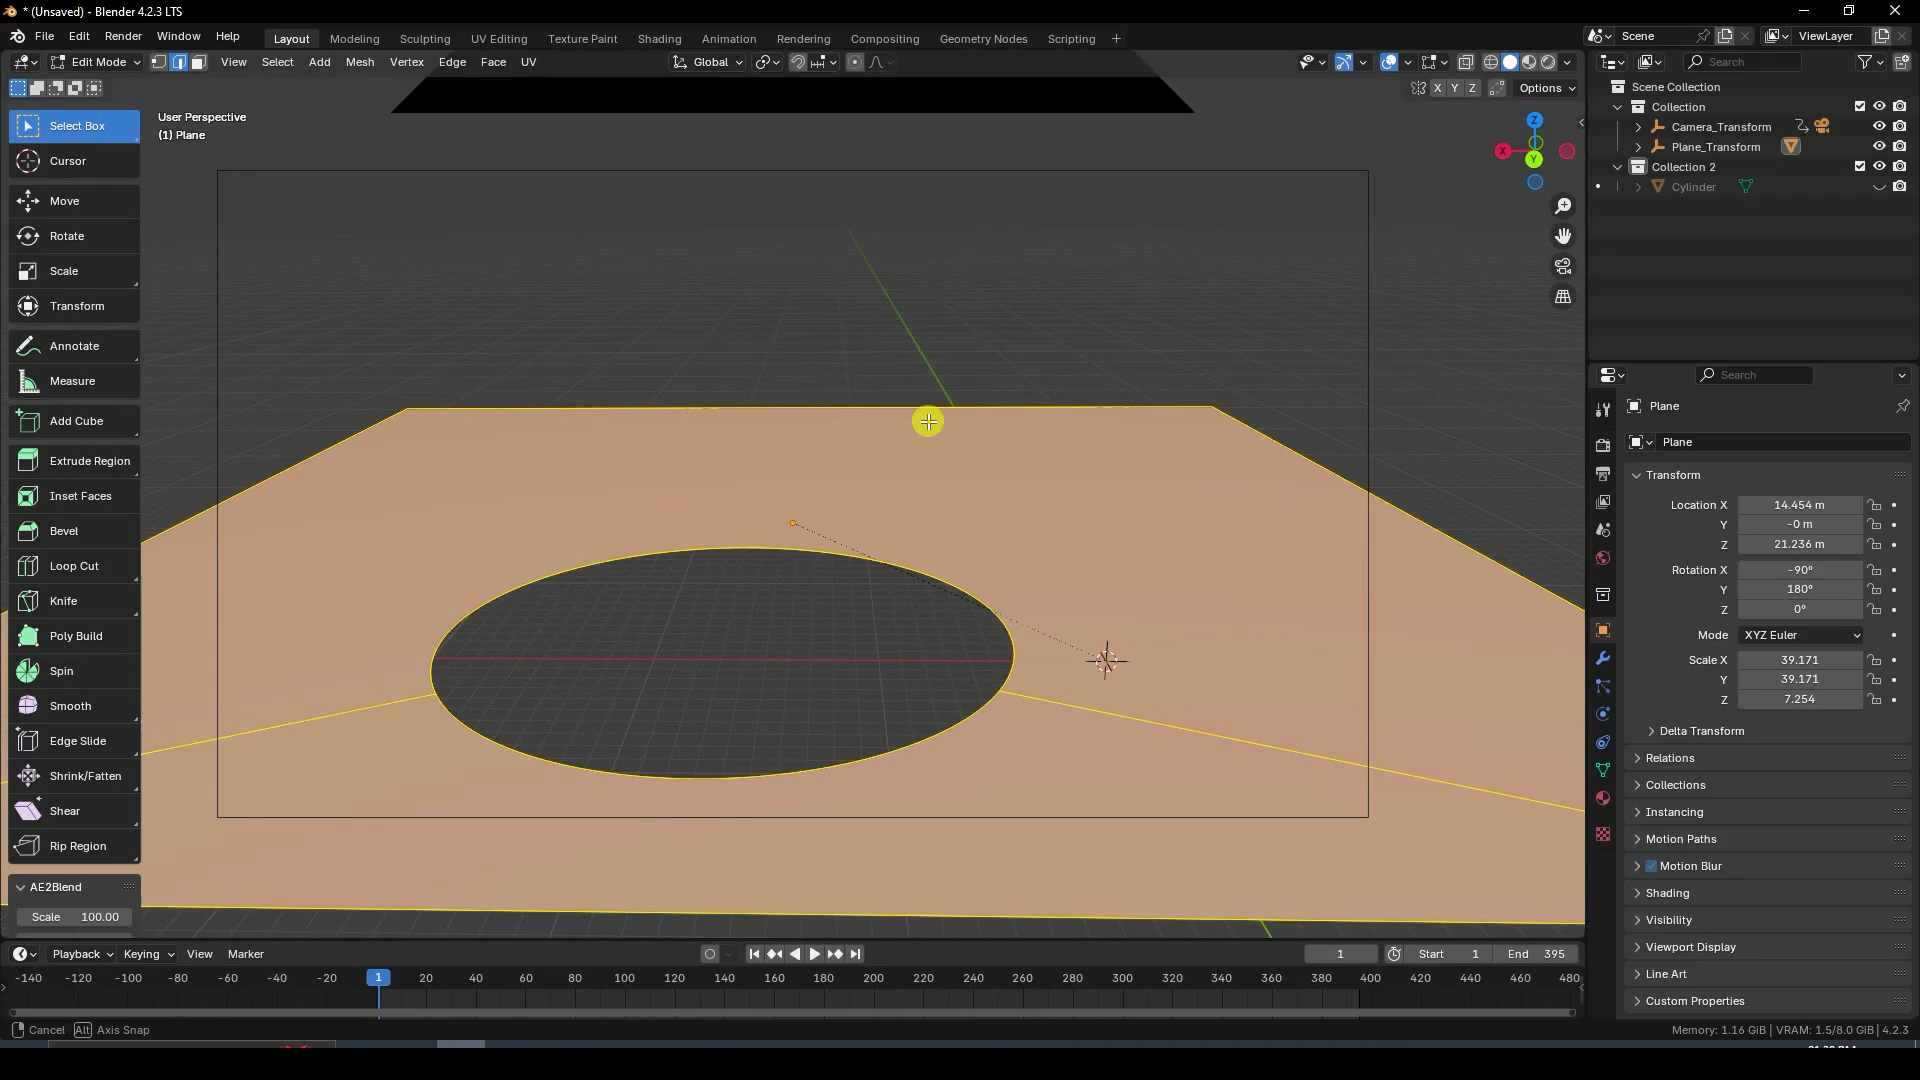 * (Unsaved) - Blender 4.2.3 LTS
File Edit Render Window Help Layout Modeling Sculpting UV Editing Texture Paint Shading Animation Rendering Compositing Geometry Nodes Scripting + Scene ViewLayer
Edit Mode View Select Add Mesh Vertex Edge Face UV Global Search
X Y Z Options
Scene Collection
Collection
Camera_Transform
Plane_Transform
Collection 2
Cylinder
User Perspective
(1) Plane
Z
X
Y
Select Box
Cursor
Move
Rotate
Scale
Transform
Annotate
Measure
Add Cube
Extrude Region
Inset Faces
Bevel
Loop Cut
Knife
Poly Build
Spin
Smooth
Edge Slide
Shrink/Fatten
Shear
Rip Region
AE2Blend
Scale 100.00
Search
Plane
Plane
Transform
Location X 14.454 m
Y -0 m
Z 21.236 m
Rotation X -90°
Y 180°
Z 0°
Mode XYZ Euler
Scale X 39.171
Y 39.171
Z 7.254
Delta Transform
Relations
Collections
Instancing
Motion Paths
Motion Blur
Shading
Visibility
Viewport Display
Line Art
Custom Properties
Playback Keying View Marker 1 Start 1 End 395
-140 -120 -100 -80 -60 -40 -20 1 20 40 60 80 100 120 140 160 180 200 220 240 260 280 300 320 340 360 380 400 420 440 460 480
Cancel Alt Axis Snap Memory: 1.16 GiB | VRAM: 1.5/8.0 GiB | 4.2.3